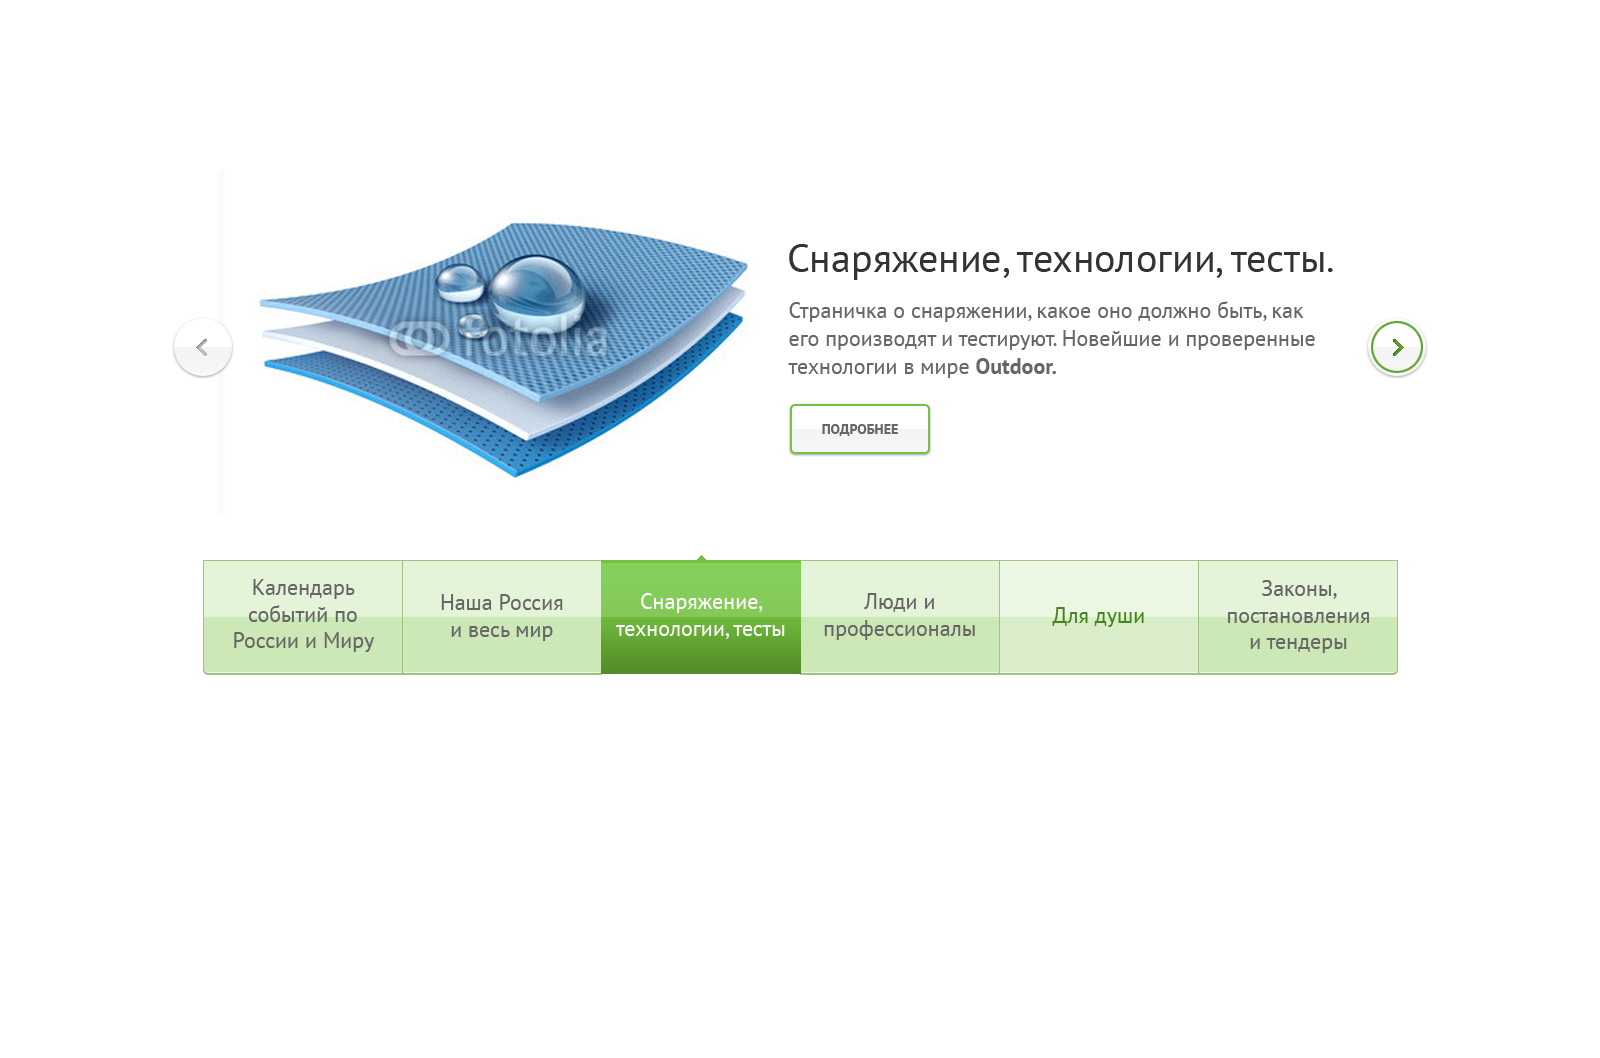 Снаряжение, технологии, тесты.
Страничка о снаряжении, какое оно должно быть, как
его производят и тестируют. Новейшие и проверенные
технологии в мире Outdoor.
ПОДРОБНЕЕ
fotolia
Календарь
событий по
России и Миру
Наша Россия
и весь мир
Снаряжение,
технологии, тесты
Люди и
профессионалы
Для души
Законы,
постановления
и тендеры